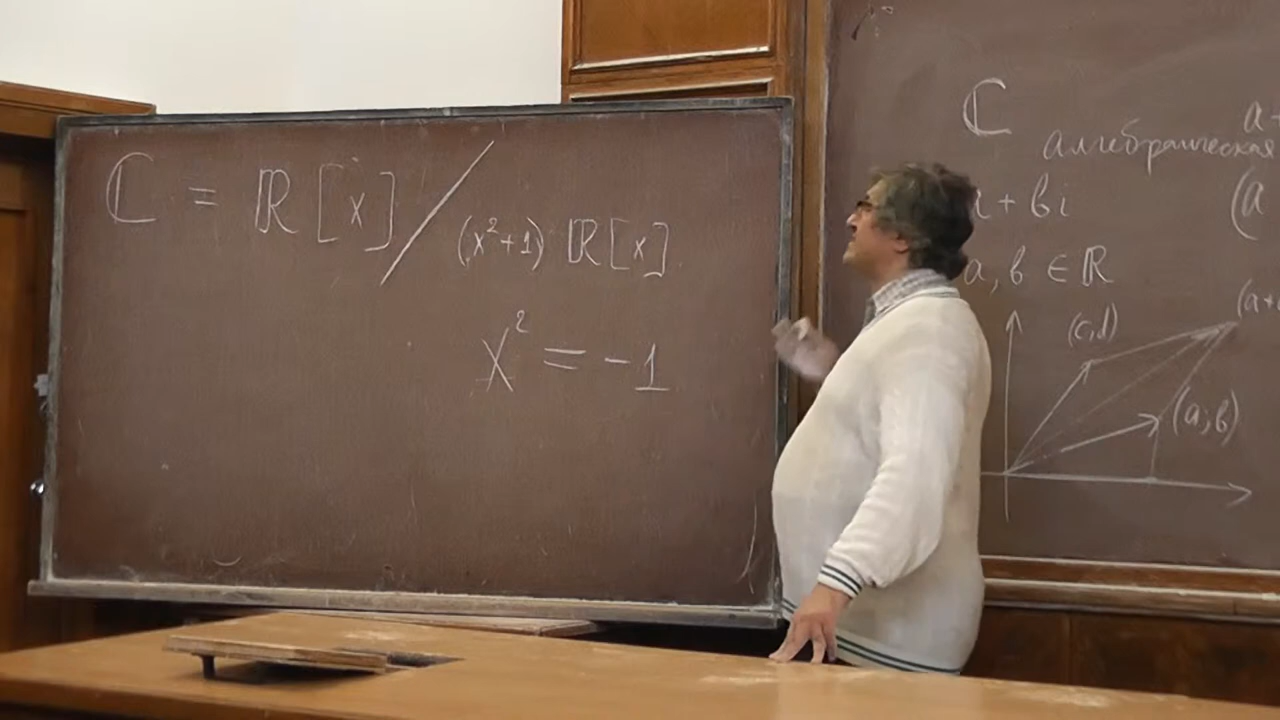 ℂ = ℝ[x] / (x²+1) ℝ[x]
x² = -1
ℂ
алгебраическая
a +
a + bi
(a
a, b ∈ ℝ
(c,d)
(a+
(a;b)